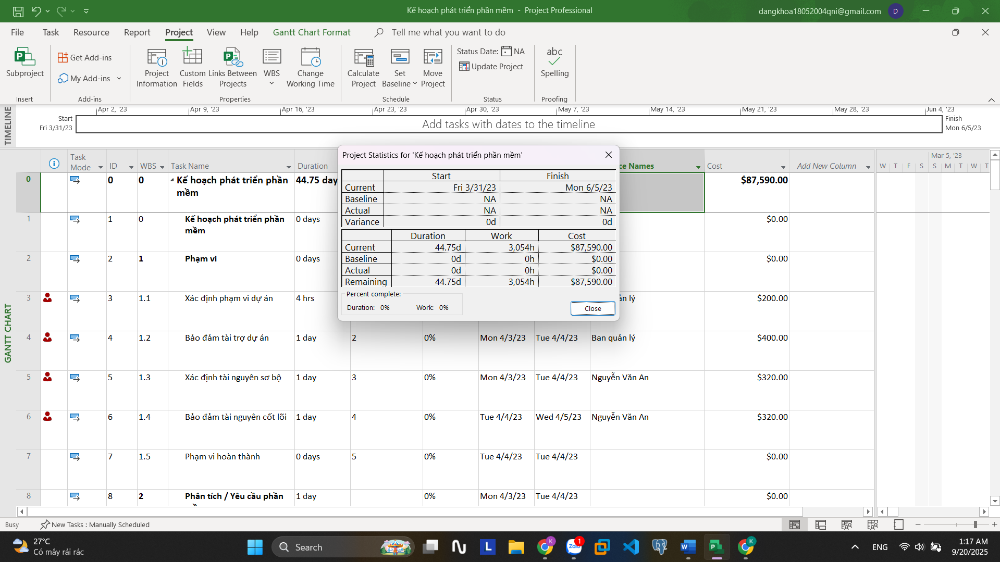 Kế hoạch phát triển phần mềm - Project Professional
dangkhoa18052004qni@gmail.com
D
File Task Resource Report Project View Help Gantt Chart Format Tell me what you want to do
Subproject
Get Add-ins
My Add-ins
Project Information
Custom Fields
Links Between Projects
WBS
Change Working Time
Calculate Project
Set Baseline
Move Project
Status Date: NA
Update Project
abc
Spelling
Insert Add-ins Properties Schedule Status Proofing
TIMELINE
Apr 2, '23 Apr 9, '23 Apr 16, '23 Apr 23, '23 Apr 30, '23 May 7, '23 May 14, '23 May 21, '23 May 28, '23 Jun 4, '23
Start
Fri 3/31/23
Add tasks with dates to the timeline
Finish
Mon 6/5/23
GANTT CHART
Task Mode ID WBS Task Name Duration ce Names Cost Add New Column
Mar 5, '23
W T F S S M T W T
0 0 0 Kế hoạch phát triển phần mềm 44.75 day $87,590.00
1 1 0 Kế hoạch phát triển phần mềm 0 days $0.00
2 2 1 Phạm vi 0 days $0.00
3 3 1.1 Xác định phạm vi dự án 4 hrs ản lý $200.00
4 4 1.2 Bảo đảm tài trợ dự án 1 day 2 0% Mon 4/3/23 Tue 4/4/23 Ban quản lý $400.00
5 5 1.3 Xác định tài nguyên sơ bộ 1 day 3 0% Mon 4/3/23 Tue 4/4/23 Nguyễn Văn An $320.00
6 6 1.4 Bảo đảm tài nguyên cốt lõi 1 day 4 0% Tue 4/4/23 Wed 4/5/23 Nguyễn Văn An $320.00
7 7 1.5 Phạm vi hoàn thành 0 days 5 0% Tue 4/4/23 Tue 4/4/23 $0.00
8 8 2 Phân tích / Yêu cầu phần 1 day 0% Mon 4/3/23 Tue 4/4/23 $0.00
Project Statistics for 'Kế hoạch phát triển phần mềm'
Start Finish
Current Fri 3/31/23 Mon 6/5/23
Baseline NA NA
Actual NA NA
Variance 0d 0d
Duration Work Cost
Current 44.75d 3,054h $87,590.00
Baseline 0d 0h $0.00
Actual 0d 0h $0.00
Remaining 44.75d 3,054h $87,590.00
Percent complete:
Duration: 0% Work: 0%
Close
Busy New Tasks : Manually Scheduled
27°C
Có mây rải rác
Search
L
K
Zalo
1
W
P
K
ENG
1:17 AM
9/20/2025